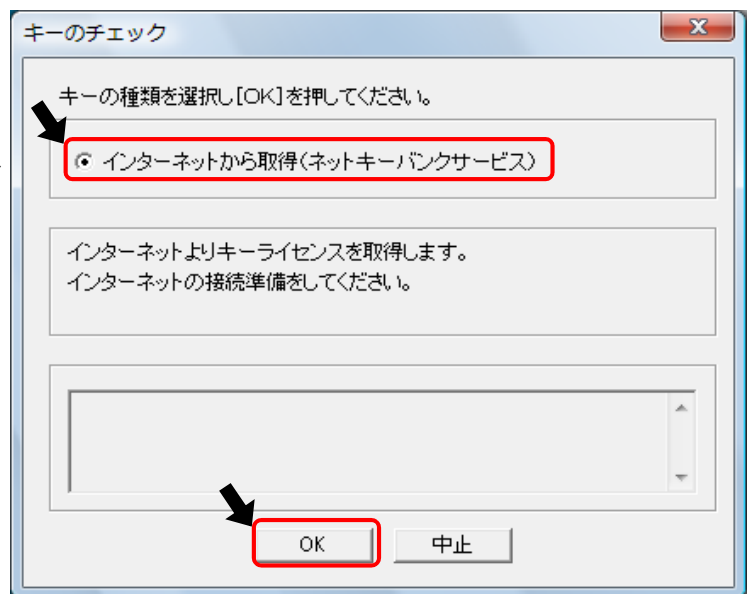 キーのチェック
キーの種類を選択し[OK]を押してください。
インターネットから取得(ネットキーバンクサービス)
インターネットよりキーライセンスを取得します。
インターネットの接続準備をしてください。
OK
中止